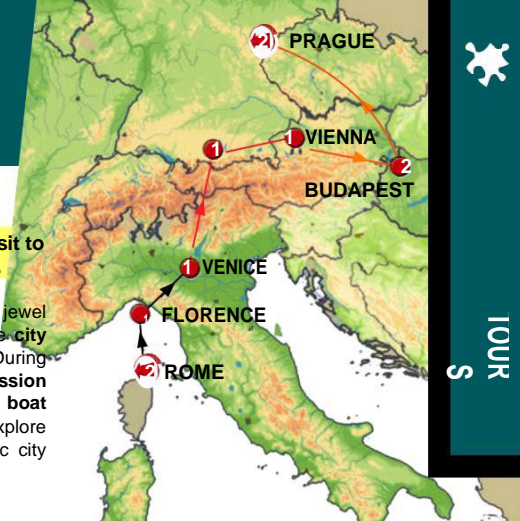 2 PRAGUE
1 VIENNA
1
2
BUDAPEST
1 VENICE
1 FLORENCE
2 ROME
sit to
jewel
e city
During
ssion
boat
xplore
c city
TOUR
S